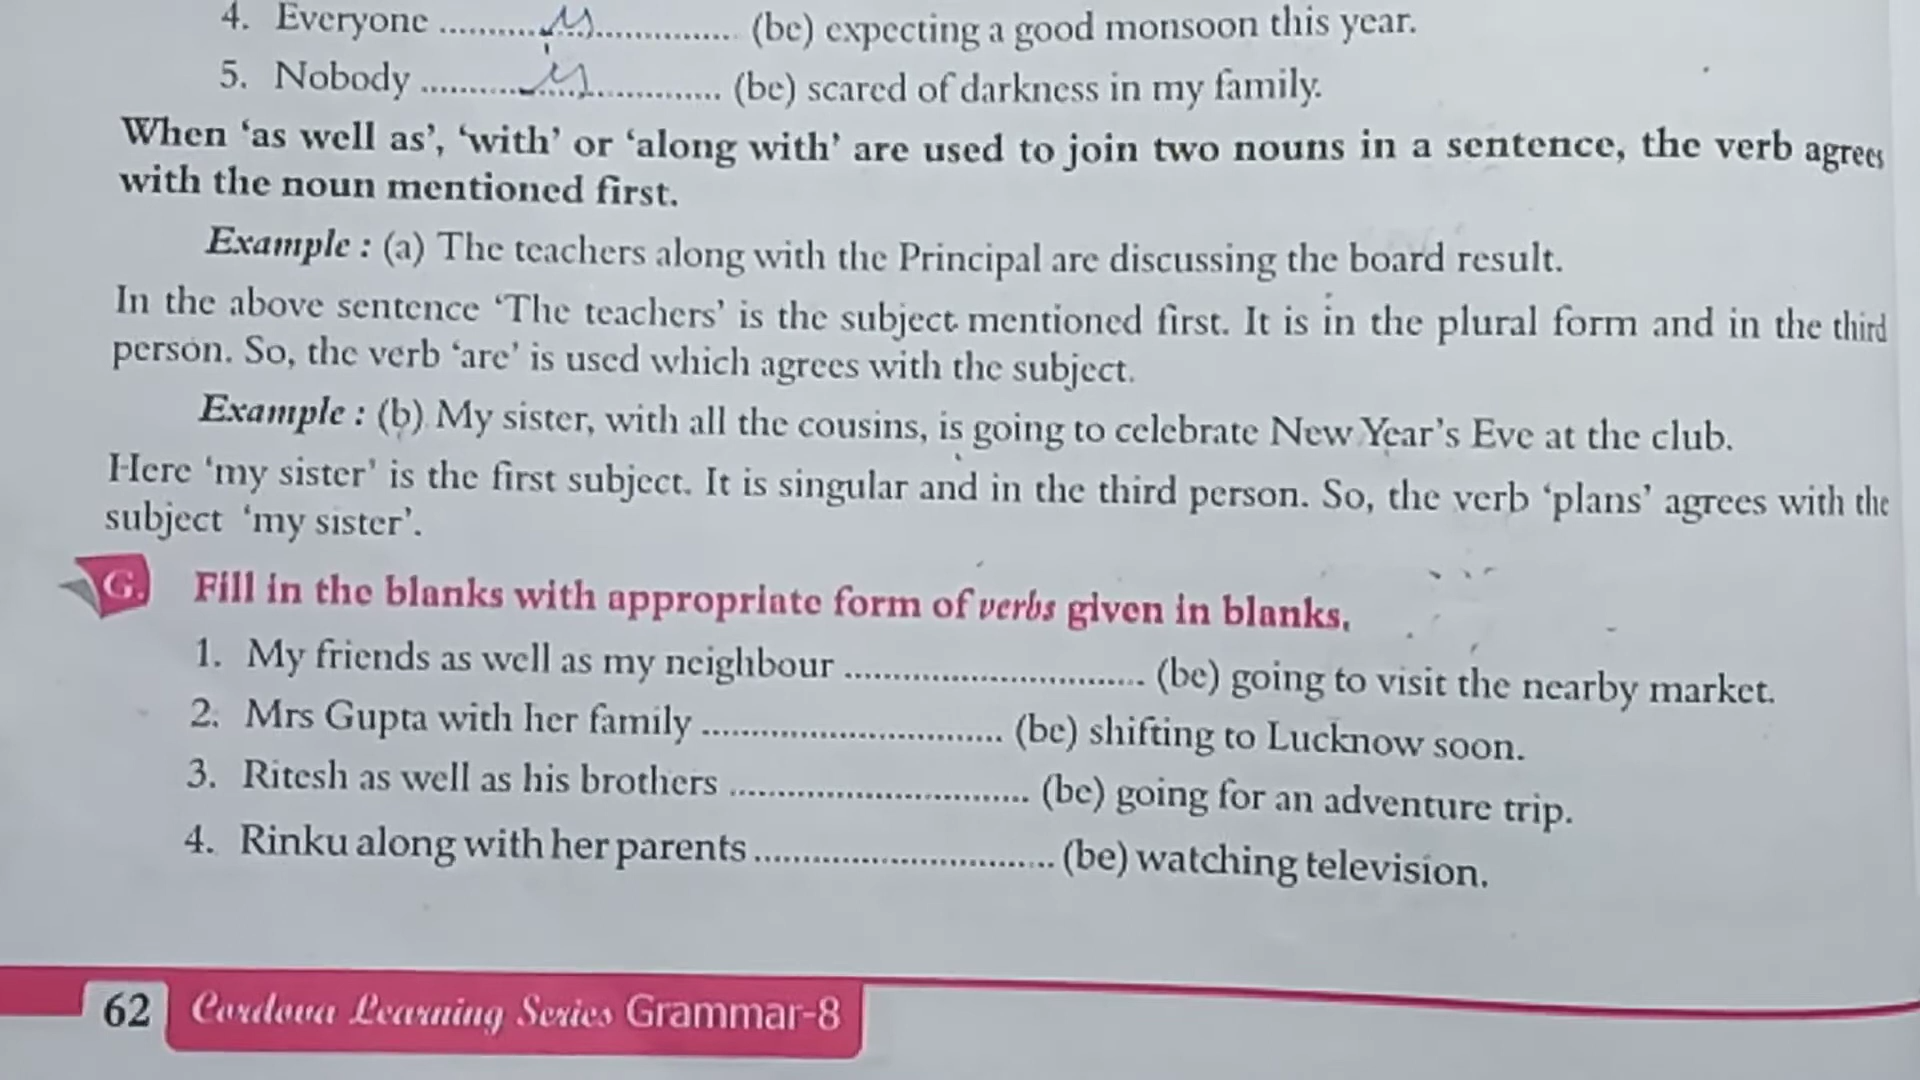 4. Everyone ........is........ (be) expecting a good monsoon this year.
5. Nobody ........is........ (be) scared of darkness in my family.
When ‘as well as’, ‘with’ or ‘along with’ are used to join two nouns in a sentence, the verb agrees
with the noun mentioned first.
Example : (a) The teachers along with the Principal are discussing the board result.
In the above sentence ‘The teachers’ is the subject mentioned first. It is in the plural form and in the third
person. So, the verb ‘are’ is used which agrees with the subject.
Example : (b) My sister, with all the cousins, is going to celebrate New Year’s Eve at the club.
Here ‘my sister’ is the first subject. It is singular and in the third person. So, the verb ‘plans’ agrees with the
subject ‘my sister’.
G. Fill in the blanks with appropriate form of verbs given in blanks.
1. My friends as well as my neighbour .............................. (be) going to visit the nearby market.
2. Mrs Gupta with her family .............................. (be) shifting to Lucknow soon.
3. Ritesh as well as his brothers .............................. (be) going for an adventure trip.
4. Rinku along with her parents .............................. (be) watching television.
62 Cordova Learning Series Grammar-8